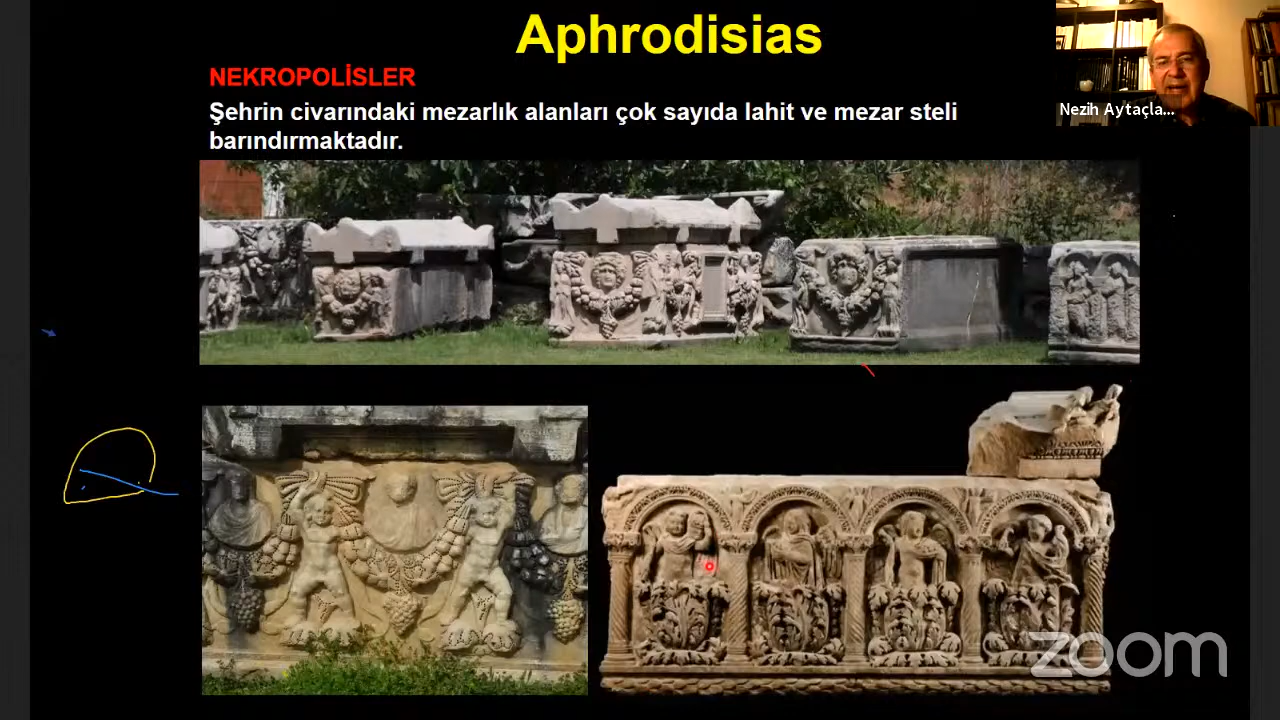 Aphrodisias
NEKROPOLİSLER
Şehrin civarındaki mezarlık alanları çok sayıda lahit ve mezar steli
barındırmaktadır.
Nezih Aytaçla...
zoom